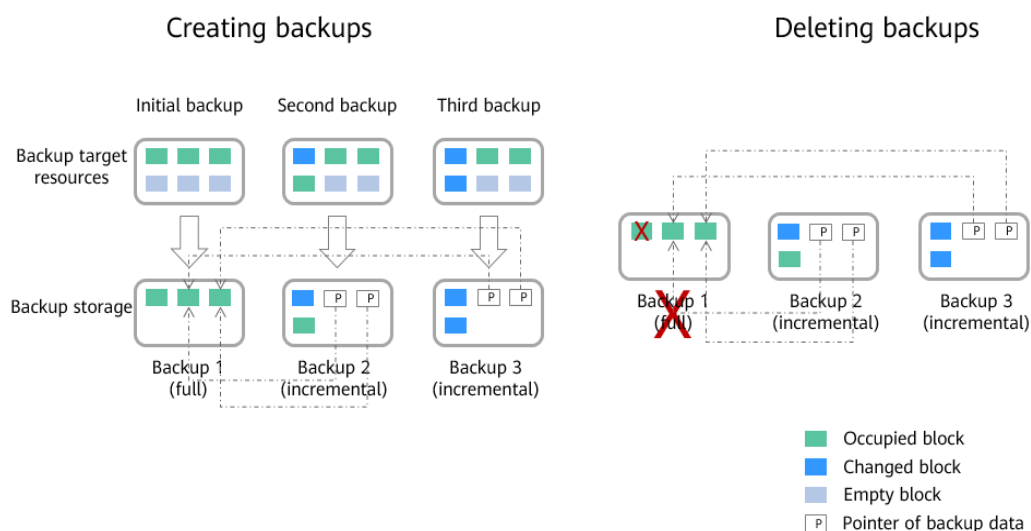 Creating backups
Deleting backups
Initial backup
Second backup
Third backup
Backup target
resources
Backup storage
P
P
P
P
Backup 1
(full)
Backup 2
(incremental)
Backup 3
(incremental)
X
P
P
P
P
Backup 1
(full)
X
Backup 2
(incremental)
Backup 3
(incremental)
Occupied block
Changed block
Empty block
P
Pointer of backup data